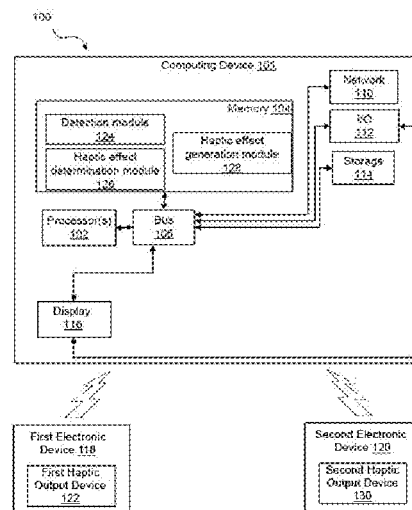 100
Computing Device 101
Network
110
I/O
112
Storage
114
Memory 104
Detection module
124
Haptic effect
determination module
126
Haptic effect
generation module
128
Processor(s)
102
Bus
106
Display
116
First Electronic
Device 118
First Haptic
Output Device
122
Second Electronic
Device 120
Second Haptic
Output Device
130